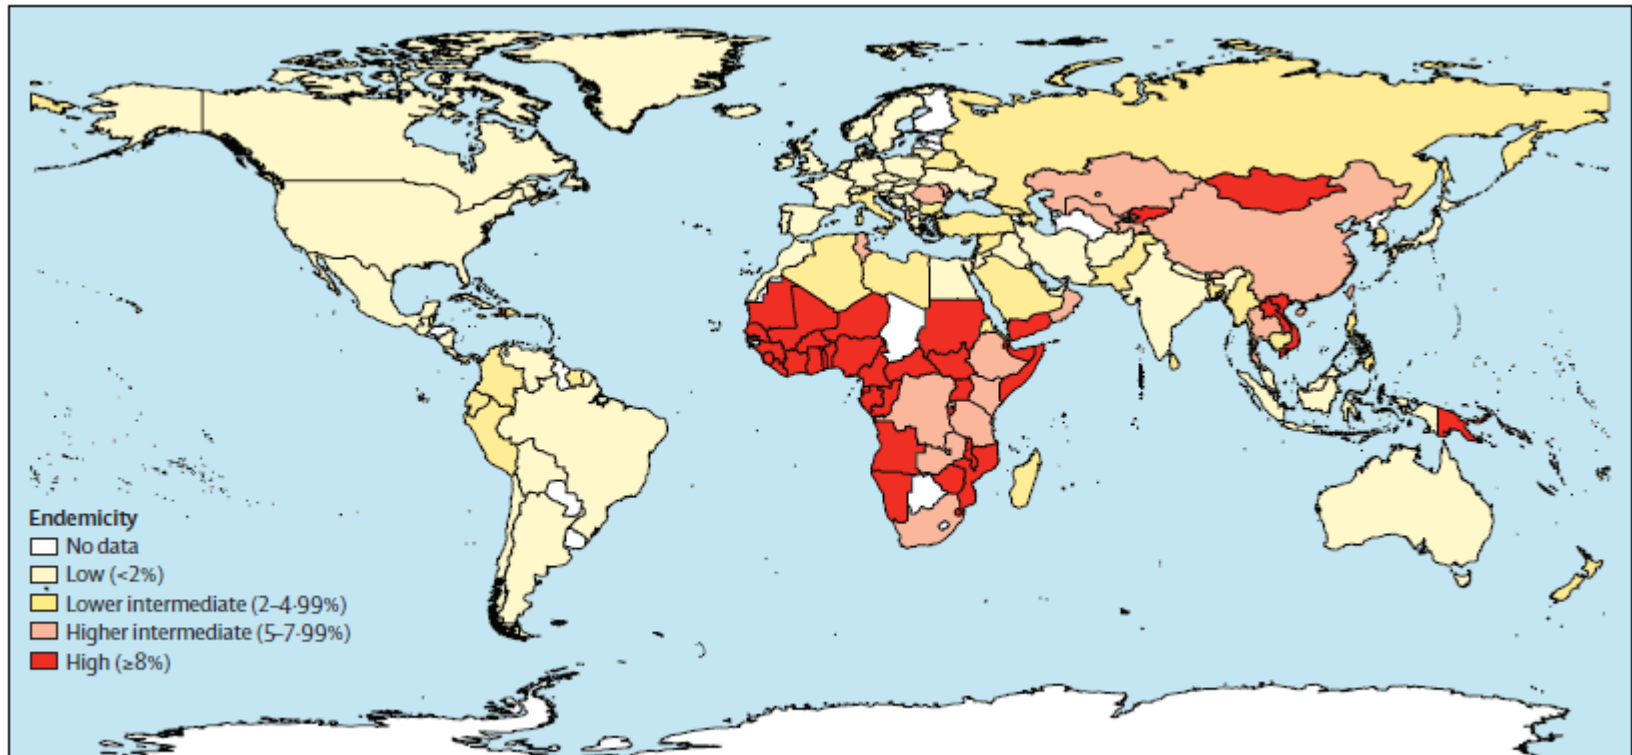 Endemicity
No data
Low (<2%)
Lower intermediate (2–4·99%)
Higher intermediate (5–7·99%)
High (≥8%)